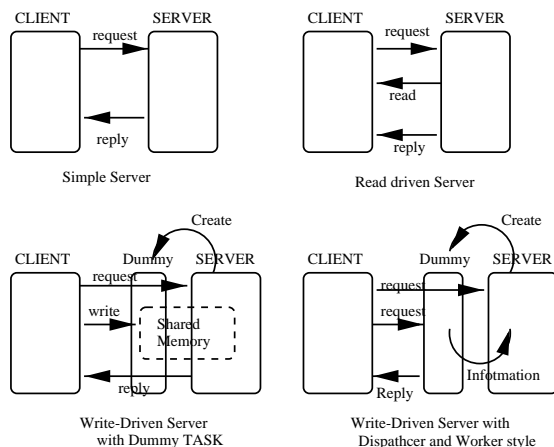 CLIENT
SERVER
request
reply
Simple Server
CLIENT
SERVER
request
read
reply
Read driven Server
Create
CLIENT
Dummy
SERVER
request
write
Shared
Memory
reply
Write-Driven Server
with Dummy TASK
Create
CLIENT
Dummy
SERVER
request
request
Infotmation
Reply
Write-Driven Server with
Dispathcer and Worker style